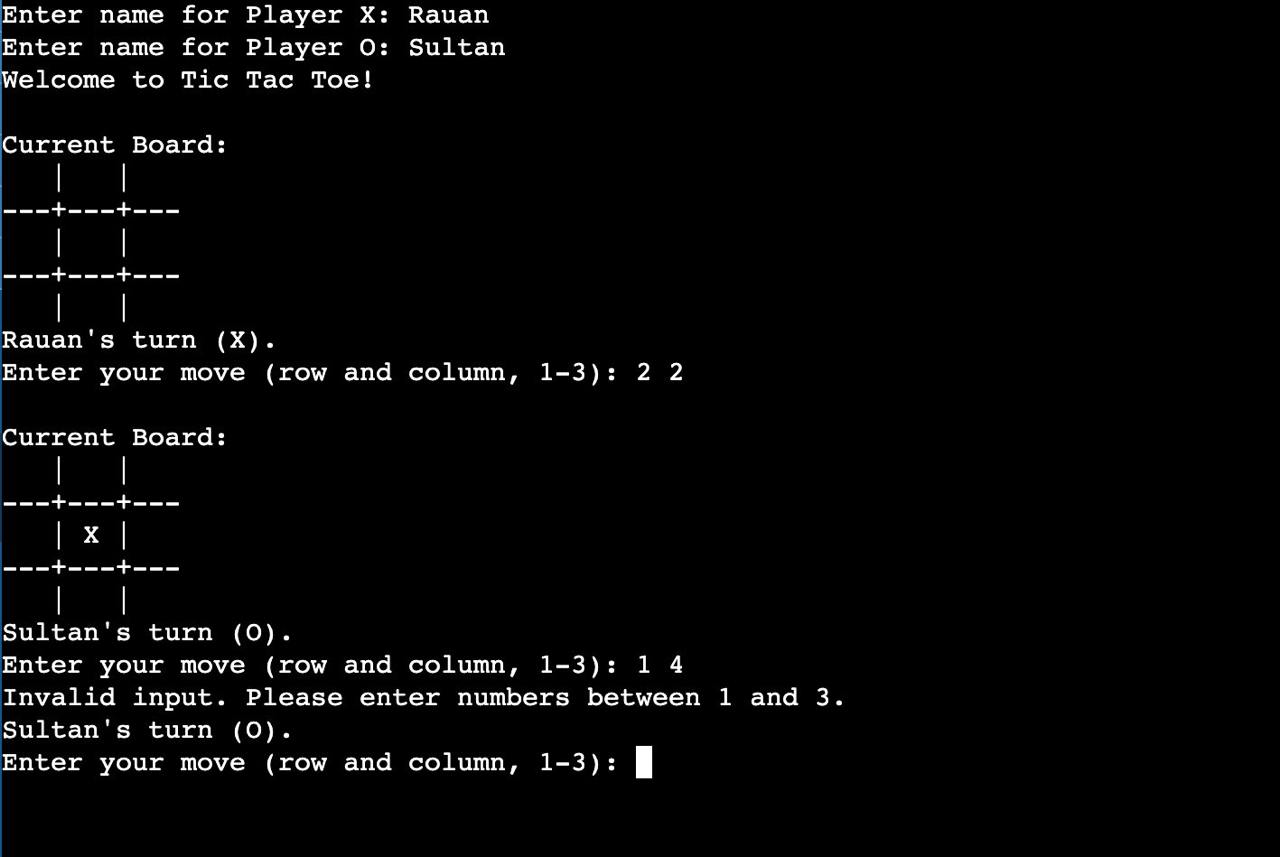 Enter name for Player X: Rauan
Enter name for Player O: Sultan
Welcome to Tic Tac Toe!

Current Board:
   |   |
---+---+---
   |   |
---+---+---
   |   |
Rauan's turn (X).
Enter your move (row and column, 1-3): 2 2

Current Board:
   |   |
---+---+---
   | X |
---+---+---
   |   |
Sultan's turn (O).
Enter your move (row and column, 1-3): 1 4
Invalid input. Please enter numbers between 1 and 3.
Sultan's turn (O).
Enter your move (row and column, 1-3):